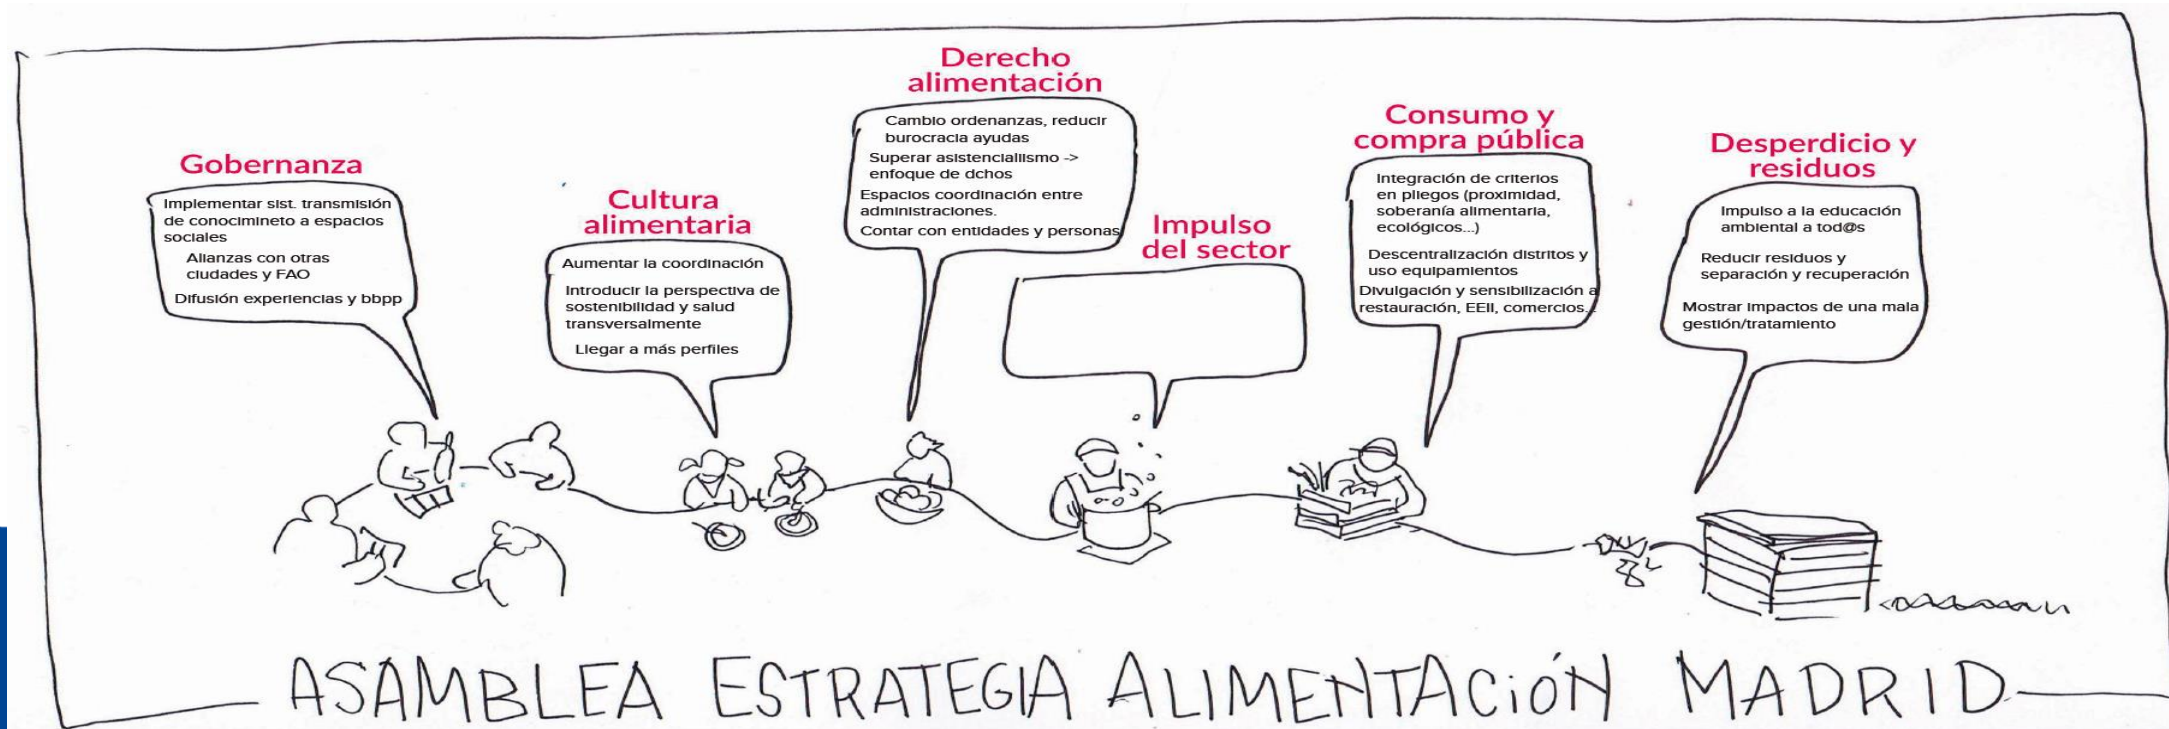 Gobernanza
Implementar sist. transmisión
de conocimineto a espacios
sociales
Alianzas con otras
ciudades y FAO
Difusión experiencias y bbpp
Cultura
alimentaria
Aumentar la coordinación
Introducir la perspectiva de
sostenibilidad y salud
transversalmente
Llegar a más perfiles
Derecho
alimentación
Cambio ordenanzas, reducir
burocracia ayudas
Superar asistencialiismo ->
enfoque de dchos
Espacios coordinación entre
administraciones.
Contar con entidades y personas
Impulso
del sector
Consumo y
compra pública
Integración de criterios
en pliegos (proximidad,
soberanía alimentaria,
ecológicos...)
Descentralización distritos y
uso equipamientos
Divulgación y sensibilización a
restauración, EEII, comercios...
Desperdicio y
residuos
Impulso a la educación
ambiental a tod@s
Reducir residuos y
separación y recuperación
Mostrar impactos de una mala
gestión/tratamiento
ASAMBLEA ESTRATEGIA ALIMENTACIÓN MADRID